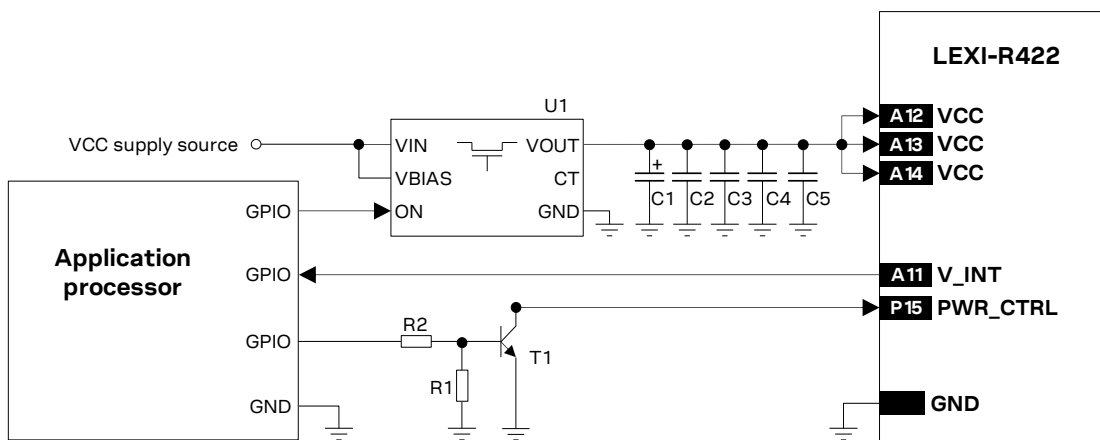 LEXI-R422
U1
A12 VCC
VCC supply source
VIN
VOUT
A13 VCC
VBIAS
CT
+
A14 VCC
C1
C2
C3
C4
C5
GPIO
ON
GND
Application
processor
GPIO
A11 V_INT
P15 PWR_CTRL
R2
GPIO
T1
R1
GND
GND